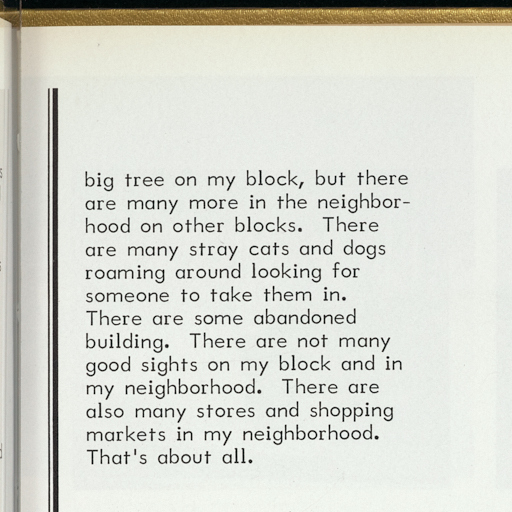 big tree on my block, but there
are many more in the neighbor-
hood on other blocks.  There
are many stray cats and dogs
roaming around looking for
someone to take them in.
There are some abandoned
building.  There are not many
good sights on my block and in
my neighborhood.  There are
also many stores and shopping
markets in my neighborhood.
That's about all.